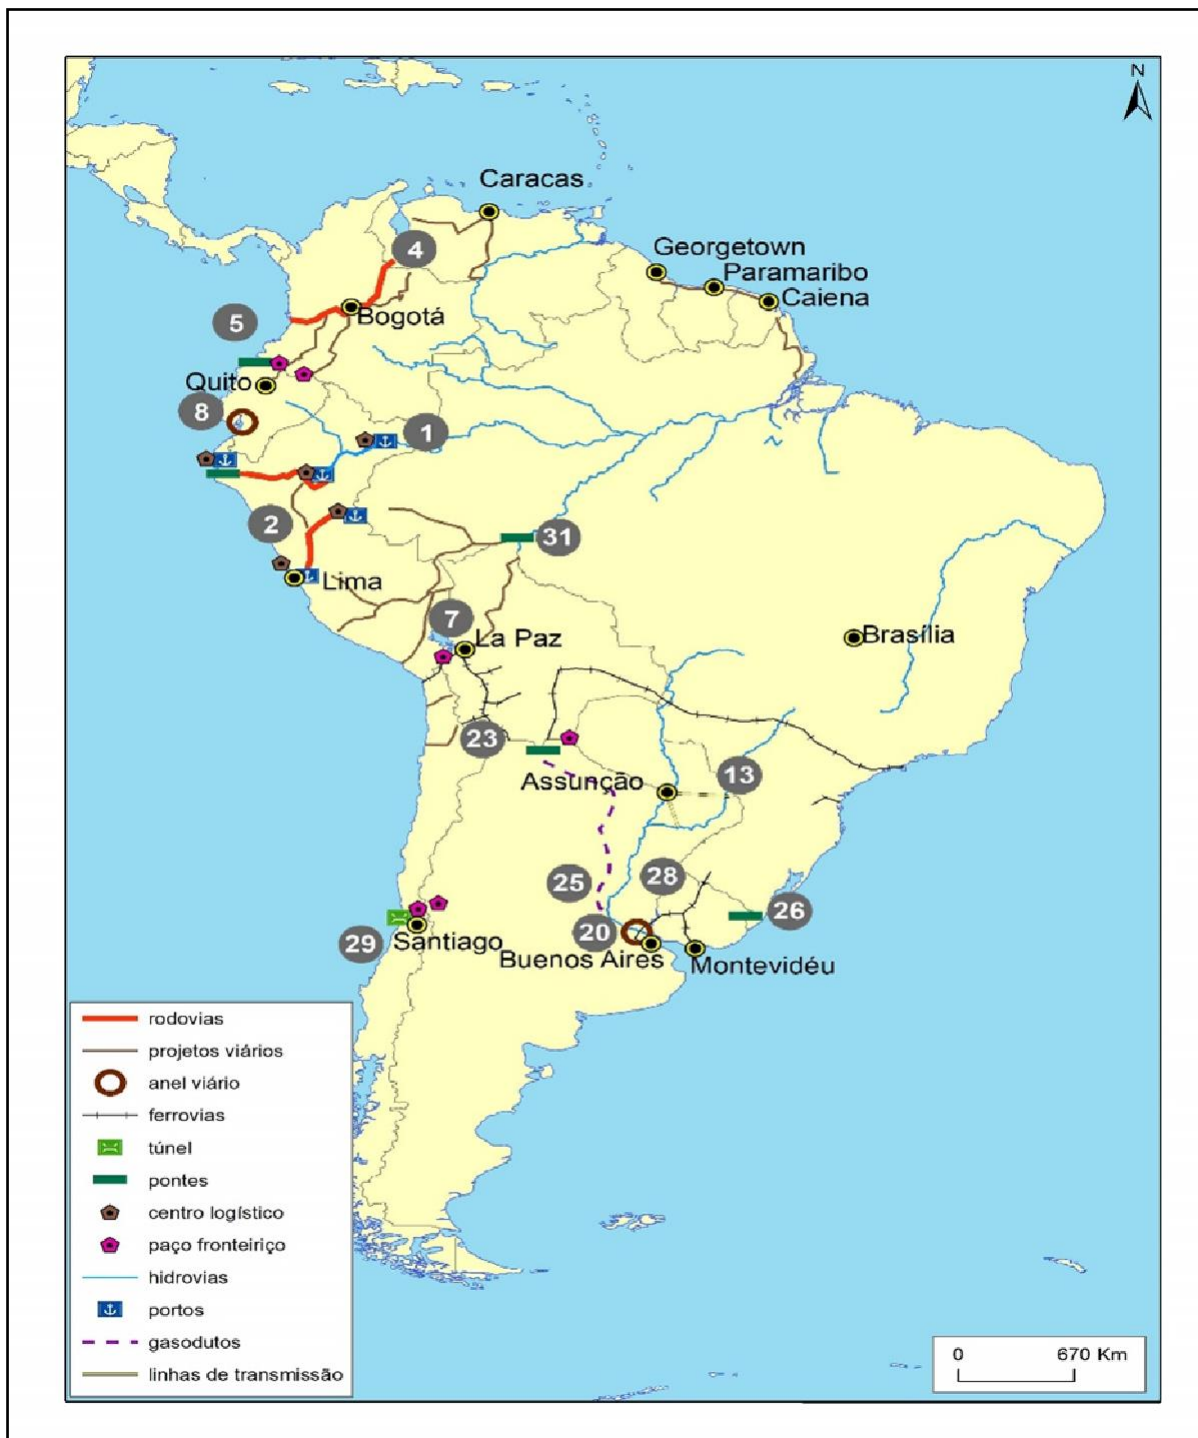 N
Caracas
Georgetown
4
Paramaribo
Caiena
Bogotá
5
Quito
8
1
2
31
Lima
7
La Paz
Brasília
23
Assunção
13
25
28
26
20
29
Santiago
Buenos Aires
Montevidéu
rodovias
projetos viários
anel viário
ferrovias
túnel
pontes
centro logístico
paço fronteiriço
hidrovias
portos
gasodutos
linhas de transmissão
0 670 Km